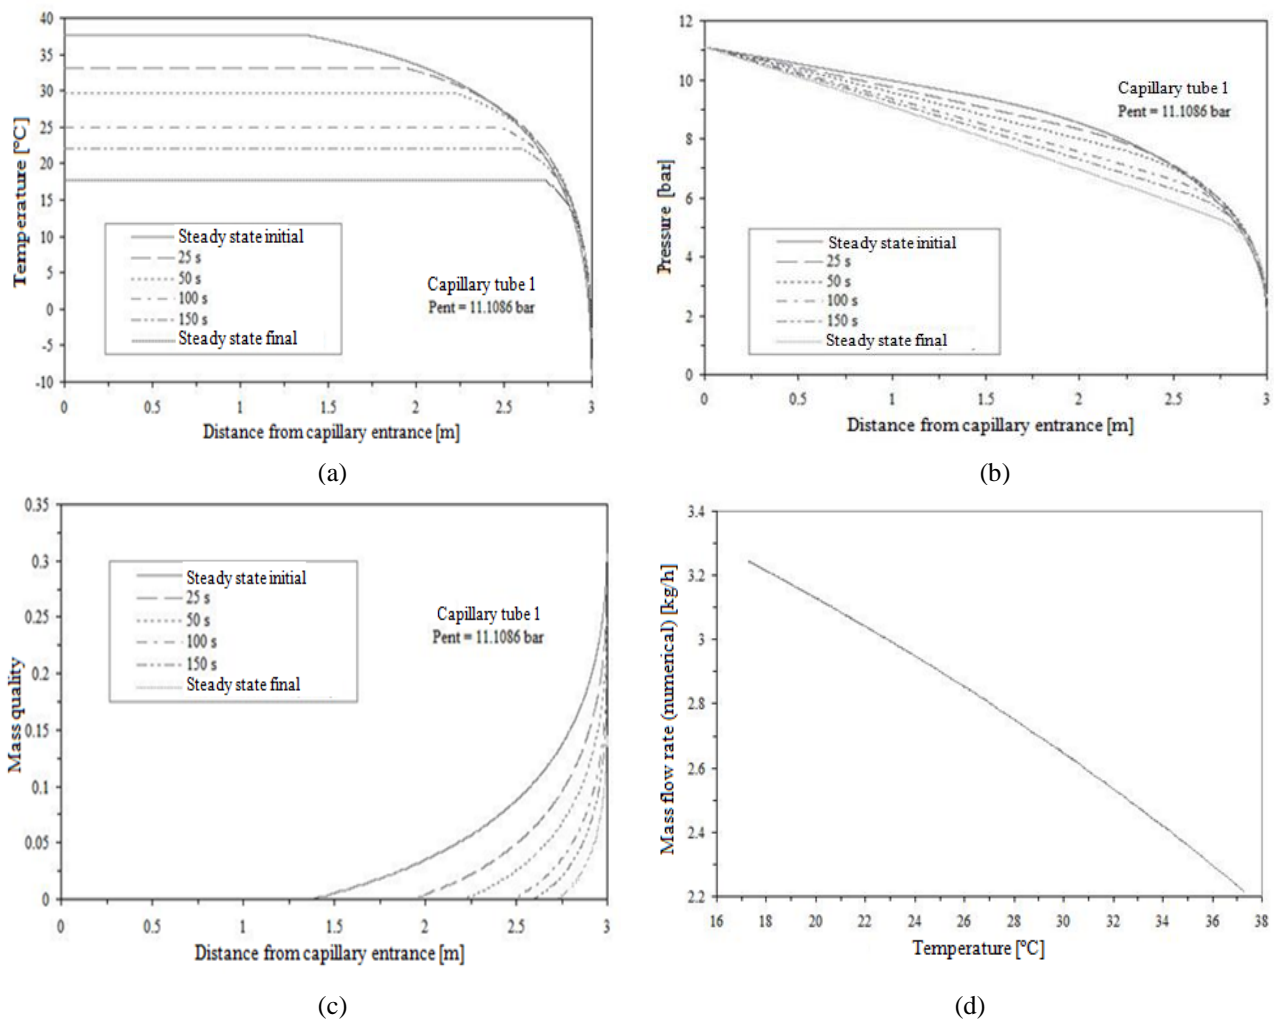 40
35
30
25
20
15
10
5
0
-5
-10
Temperature [°C]
Steady state initial
25 s
50 s
100 s
150 s
Steady state final
Capillary tube 1
Pent = 11.1086 bar
0 0.5 1 1.5 2 2.5 3
Distance from capillary entrance [m]
(a)
12
10
8
6
4
2
0
Pressure [bar]
Capillary tube 1
Pent = 11.1086 bar
Steady state initial
25 s
50 s
100 s
150 s
Steady state final
0 0.5 1 1.5 2 2.5 3
Distance from capillary entrance [m]
(b)
0.35
0.3
0.25
0.2
0.15
0.1
0.05
0
Mass quality
Steady state initial
25 s
50 s
100 s
150 s
Steady state final
Capillary tube 1
Pent = 11.1086 bar
0 0.5 1 1.5 2 2.5 3
Distance from capillary entrance [m]
(c)
3.4
3.2
3
2.8
2.6
2.4
2.2
Mass flow rate (numerical) [kg/h]
16 18 20 22 24 26 28 30 32 34 36 38
Temperature [°C]
(d)